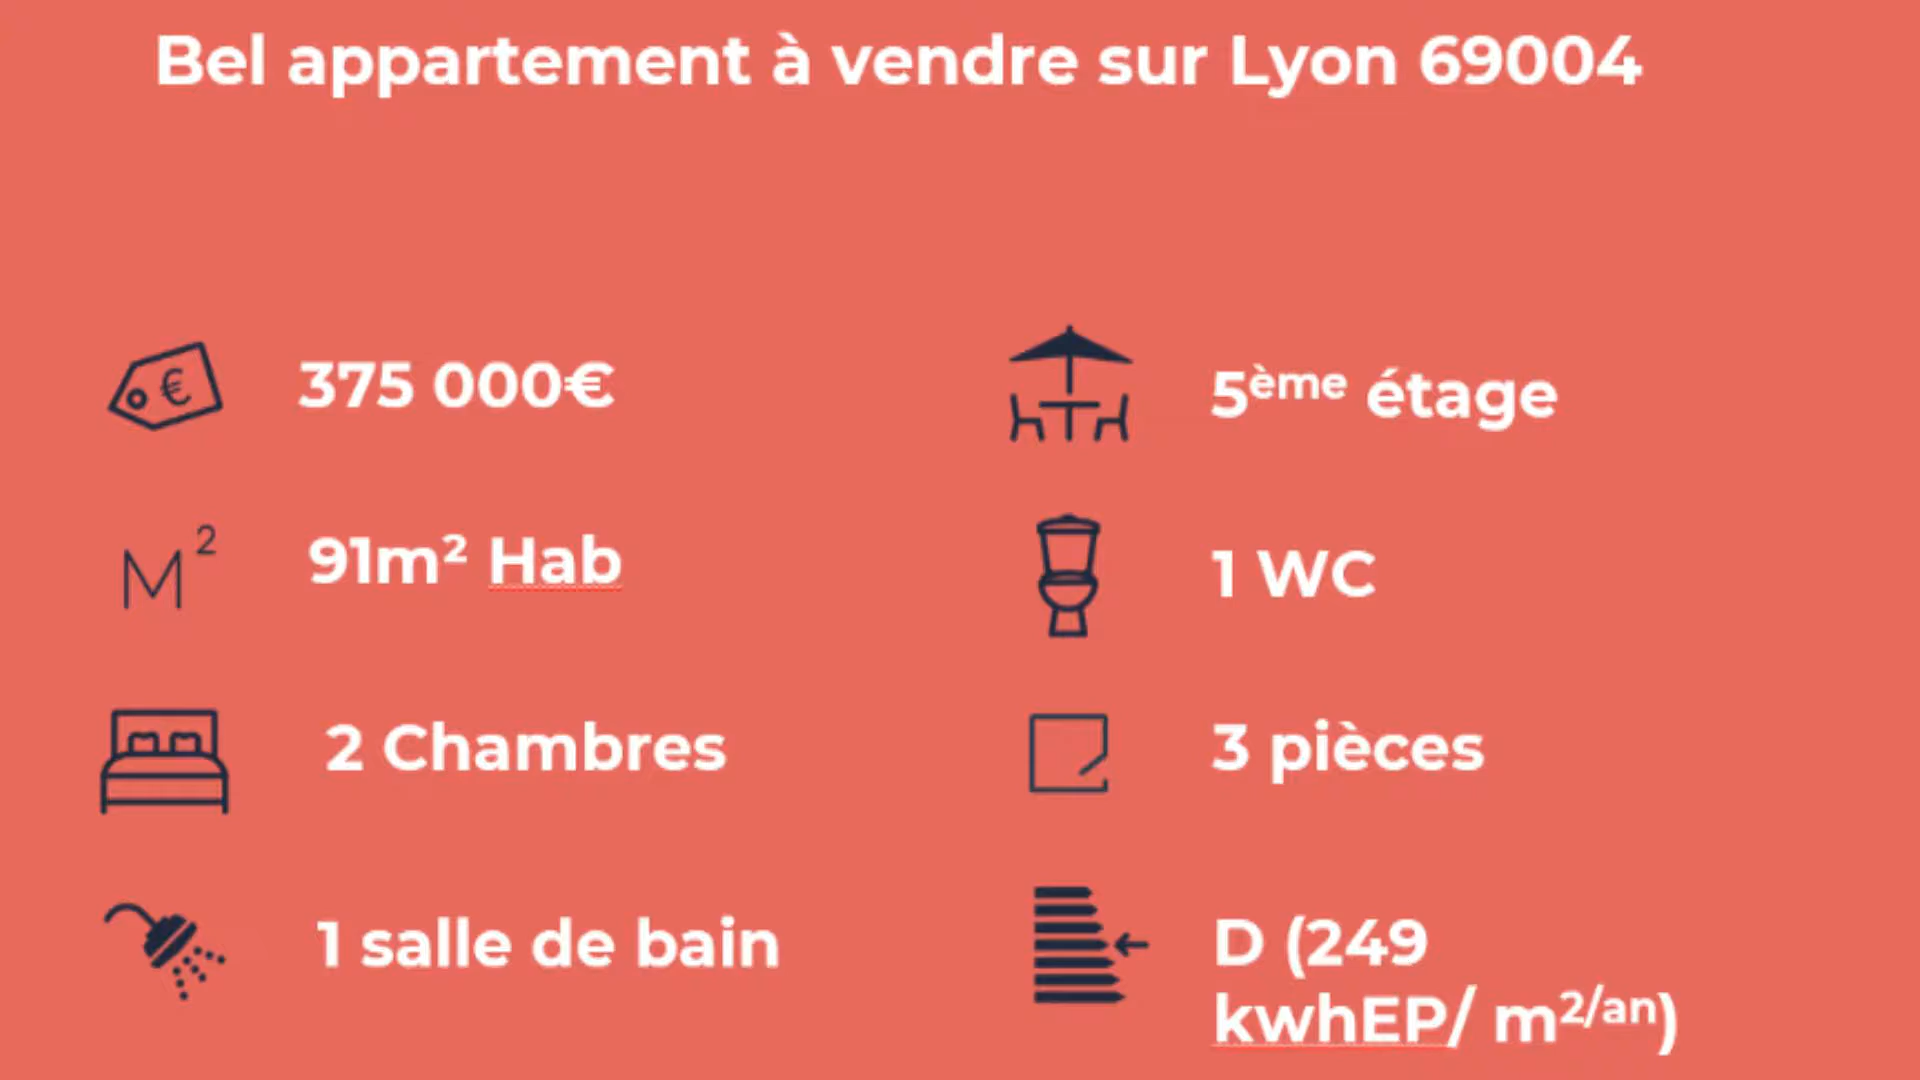 Bel appartement à vendre sur Lyon 69004
€ 375 000€
5ème étage
M² 91m² Hab
1 WC
2 Chambres
3 pièces
1 salle de bain
D (249
kwhEP/ m²/an)